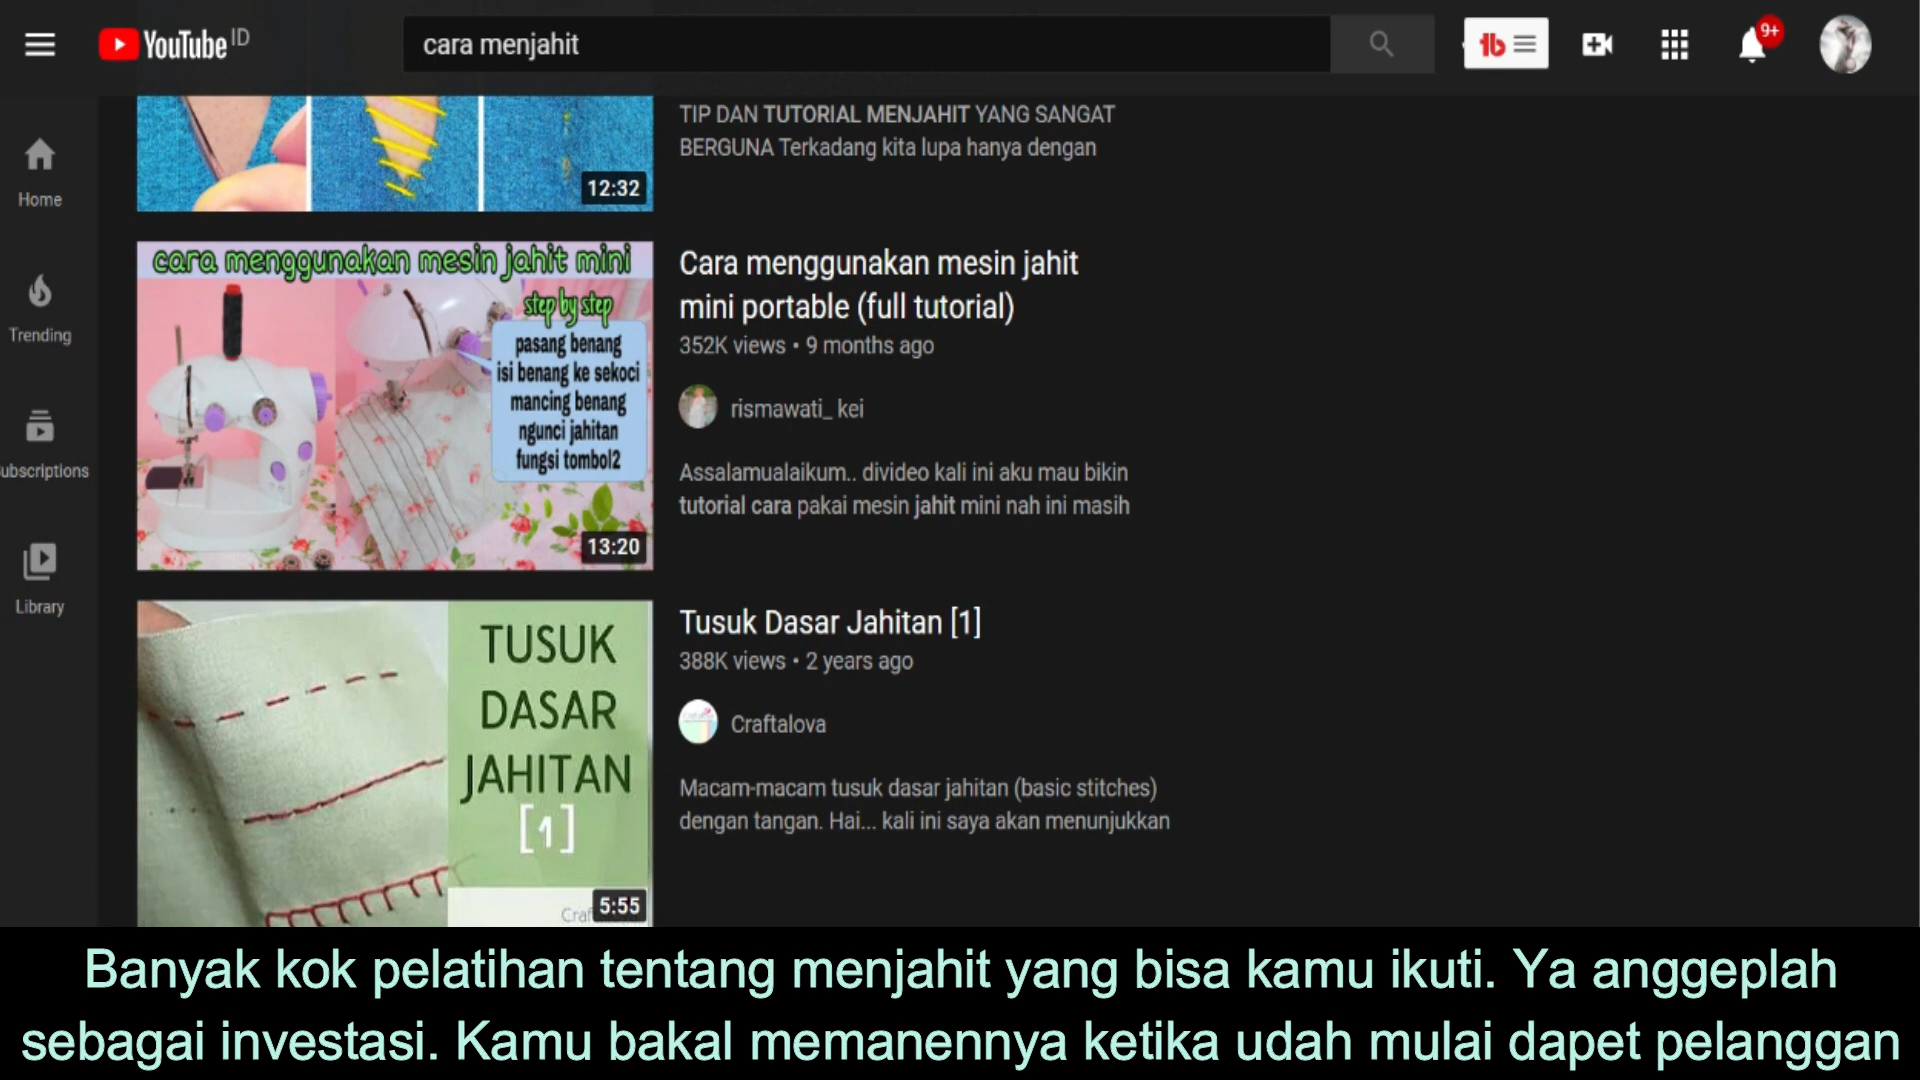 YouTube ID
cara menjahit
9+
Home
Trending
ubscriptions
Library
12:32
TIP DAN TUTORIAL MENJAHIT YANG SANGAT
BERGUNA Terkadang kita lupa hanya dengan
cara menggunakan mesin jahit mini
step by step
pasang benang
isi benang ke sekoci
mancing benang
ngunci jahitan
fungsi tombol2
13:20
Cara menggunakan mesin jahit
mini portable (full tutorial)
352K views • 9 months ago
rismawati_ kei
Assalamualaikum.. divideo kali ini aku mau bikin
tutorial cara pakai mesin jahit mini nah ini masih
TUSUK
DASAR
JAHITAN
[1]
Craf
5:55
Tusuk Dasar Jahitan [1]
388K views • 2 years ago
Craftalova
Macam-macam tusuk dasar jahitan (basic stitches)
dengan tangan. Hai... kali ini saya akan menunjukkan
Banyak kok pelatihan tentang menjahit yang bisa kamu ikuti. Ya anggeplah
sebagai investasi. Kamu bakal memanennya ketika udah mulai dapet pelanggan